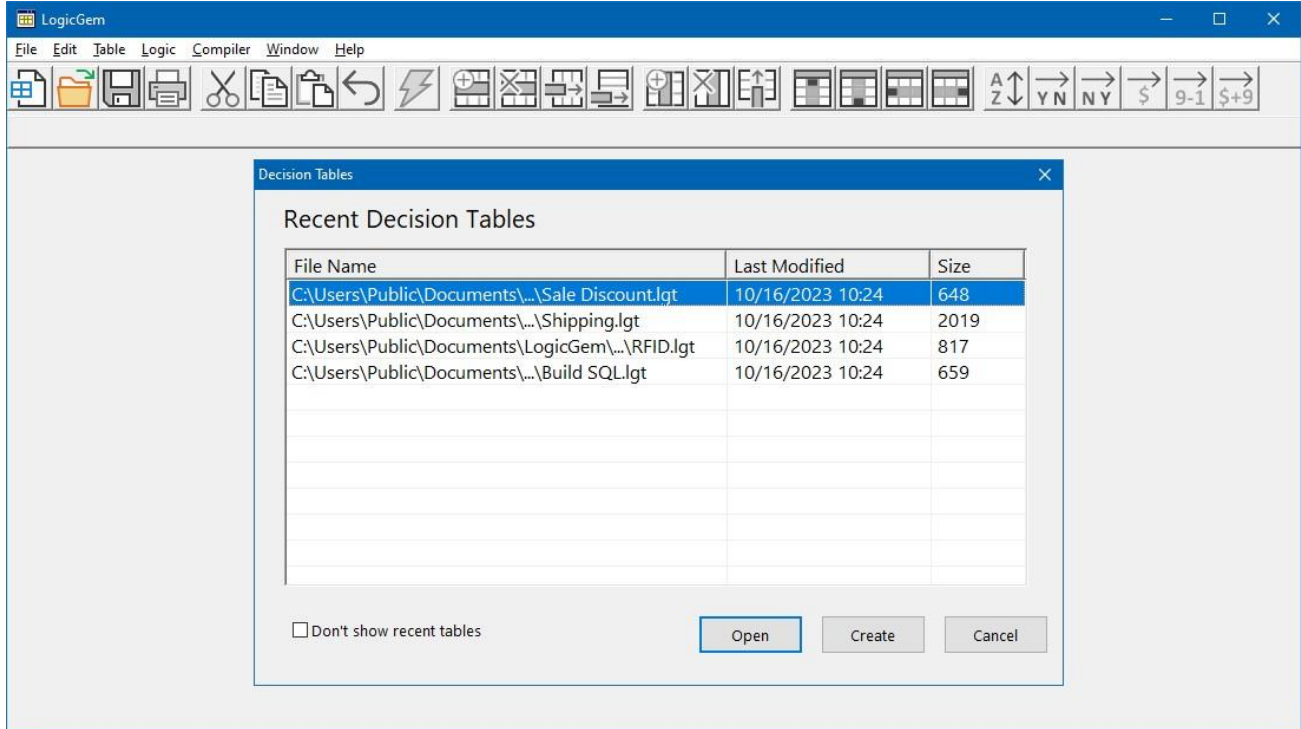 LogicGem
File Edit Table Logic Compiler Window Help
A Z Y N N Y $ 9-1 $+9
Decision Tables
Recent Decision Tables
File Name Last Modified Size
C:\Users\Public\Documents\...\Sale Discount.lgt 10/16/2023 10:24 648
C:\Users\Public\Documents\...\Shipping.lgt 10/16/2023 10:24 2019
C:\Users\Public\Documents\LogicGem\...\RFID.lgt 10/16/2023 10:24 817
C:\Users\Public\Documents\...\Build SQL.lgt 10/16/2023 10:24 659
Don't show recent tables Open Create Cancel